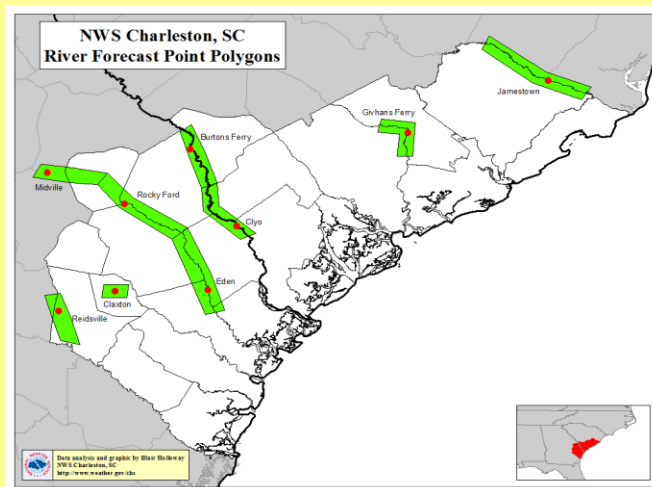 NWS Charleston, SC
River Forecast Point Polygons
Jamestown
Givhans Ferry
Burtons Ferry
Midville
Rocky Ford
Clyo
Eden
Claxton
Reidsville
Data analysis and graphic by Blair Holloway
NWS Charleston, SC
http://www.weather.gov/chs